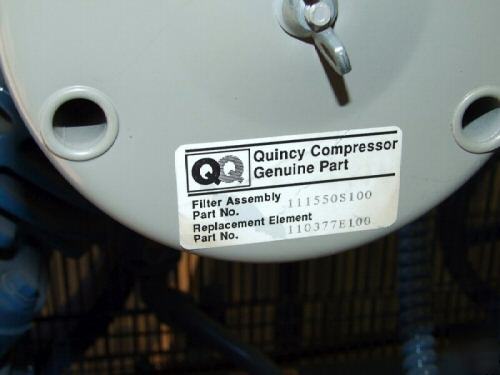 QQ Quincy Compressor
Genuine Part
Filter Assembly
Part No. 111550S100
Replacement Element
Part No. 110377E100